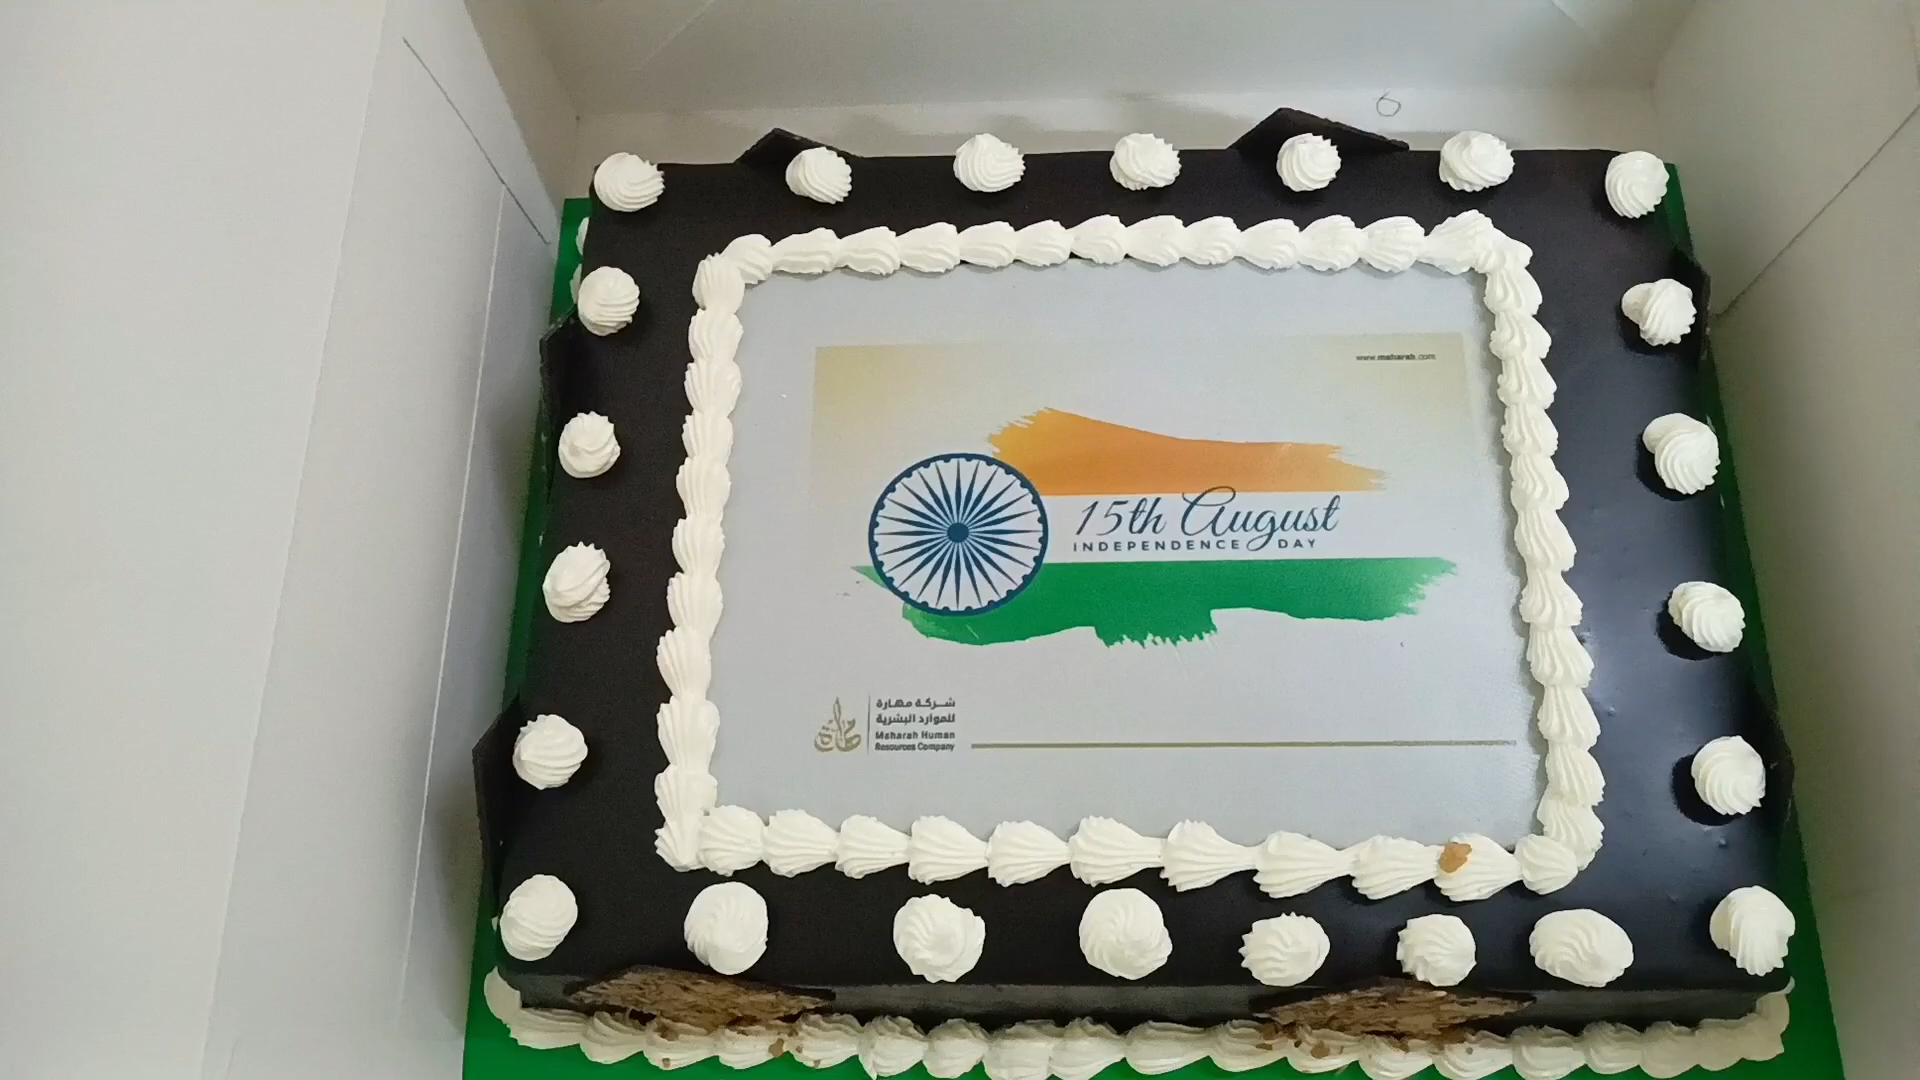 www.maharah.com
15th August
INDEPENDENCE DAY
شركة مهارة
للموارد البشرية
Maharah Human
Resources Company